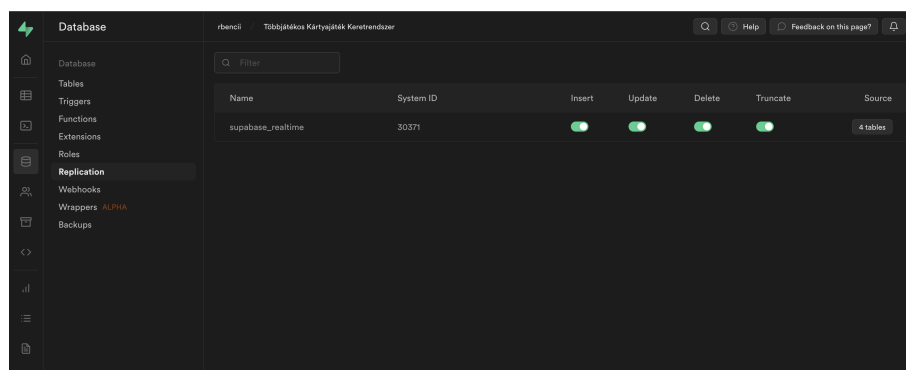 Database
rbencii / Többjátékos Kártyajáték Keretrendszer
Help
Feedback on this page?
Database
Tables
Triggers
Functions
Extensions
Roles
Replication
Webhooks
Wrappers ALPHA
Backups
Filter
Name System ID Insert Update Delete Truncate Source
supabase_realtime 30371 4 tables